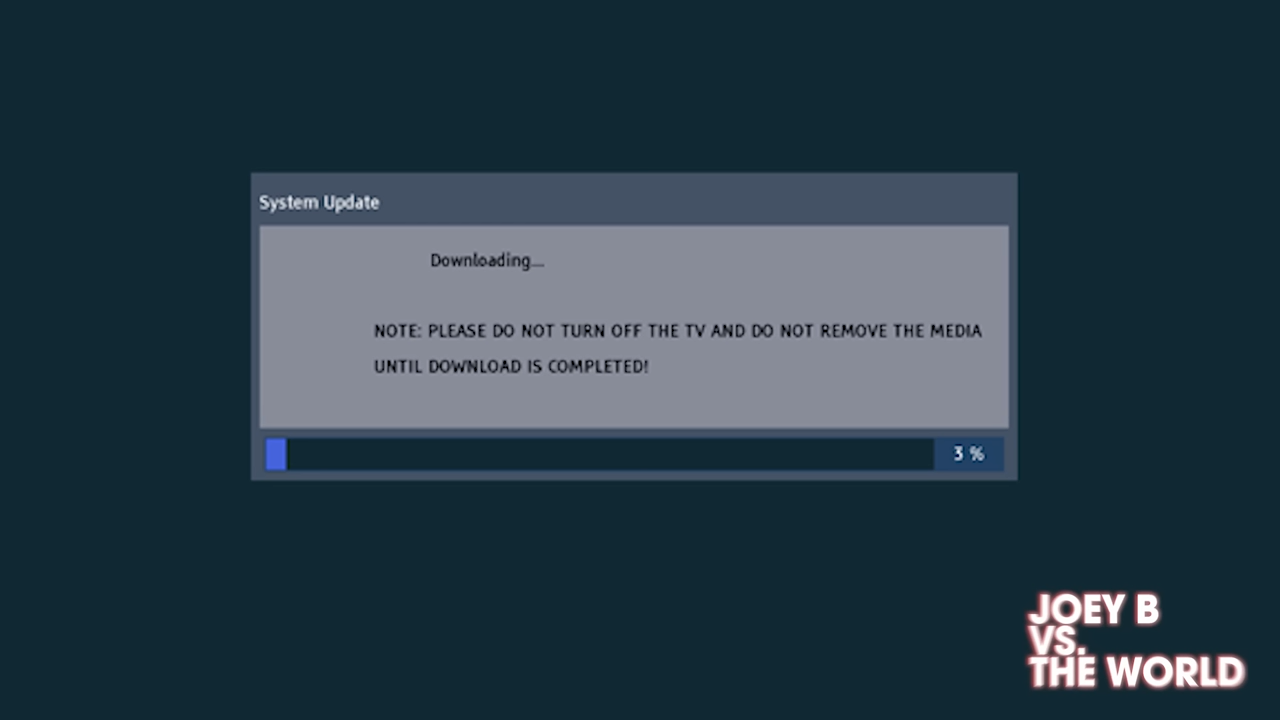 System Update
Downloading...
NOTE: PLEASE DO NOT TURN OFF THE TV AND DO NOT REMOVE THE MEDIA
UNTIL DOWNLOAD IS COMPLETED!
3 %
JOEY B
VS.
THE WORLD